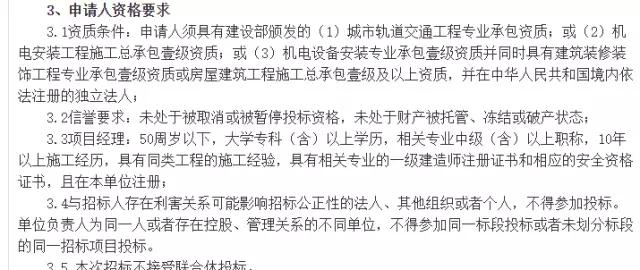 3、申请人资格要求
3.1资质条件：申请人须具有建设部颁发的（1）城市轨道交通工程专业承包资质；或（2）机
电安装工程施工总承包壹级资质；或（3）机电设备安装专业承包壹级资质并同时具有建筑装修装
饰工程专业承包壹级资质或房屋建筑工程施工总承包壹级及以上资质，并在中华人民共和国境内依
法注册的独立法人；
3.2信誉要求：未处于被取消或被暂停投标资格，未处于财产被托管、冻结或破产状态；
3.3项目经理：50周岁以下，大学专科（含）以上学历，相关专业中级（含）以上职称，10年
以上施工经历，具有同类工程的施工经验，具有相关专业的一级建造师注册证书和相应的安全资格
证书，且在本单位注册；
3.4与招标人存在利害关系可能影响招标公正性的法人、其他组织或者个人，不得参加投标。
单位负责人为同一人或者存在控股、管理关系的不同单位，不得参加同一标段投标或者未划分标段
的同一招标项目投标。
3.5 本次招标不接受联合体投标。